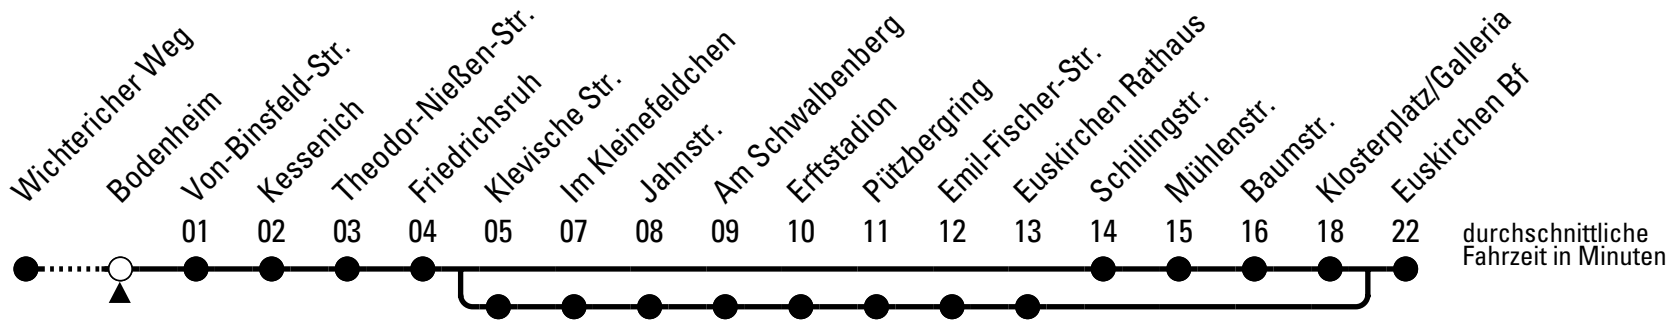 Wichtericher Weg
Bodenheim
Von-Binsfeld-Str.
Kessenich
Theodor-Nießen-Str.
Friedrichsruh
Klevische Str.
Im Kleinefeldchen
Jahnstr.
Am Schwalbenberg
Erftstadion
Pützbergring
Emil-Fischer-Str.
Euskirchen Rathaus
Schillingstr.
Mühlenstr.
Baumstr.
Klosterplatz/Galleria
Euskirchen Bf
01 02 03 04 05 07 08 09 10 11 12 13 14 15 16 18 22
durchschnittliche
Fahrzeit in Minuten